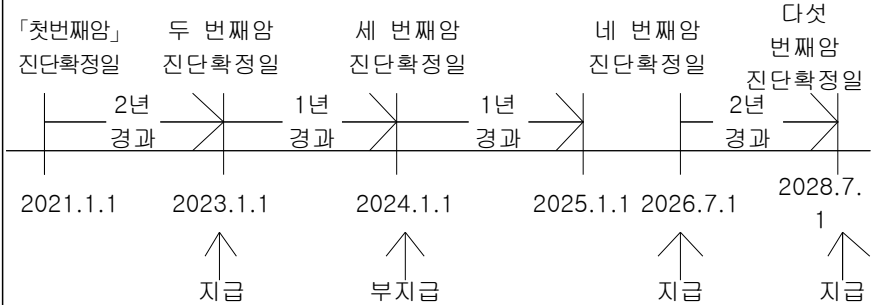 「첫번째암」 두 번째암 세 번째암 네 번째암 다섯
진단확정일 진단확정일 진단확정일 진단확정일 번째암
진단확정일
2년 1년 1년 2년
경과 경과 경과 경과
2021.1.1 2023.1.1 2024.1.1 2025.1.1 2026.7.1 2028.7.
1
지급 부지급 지급 지급